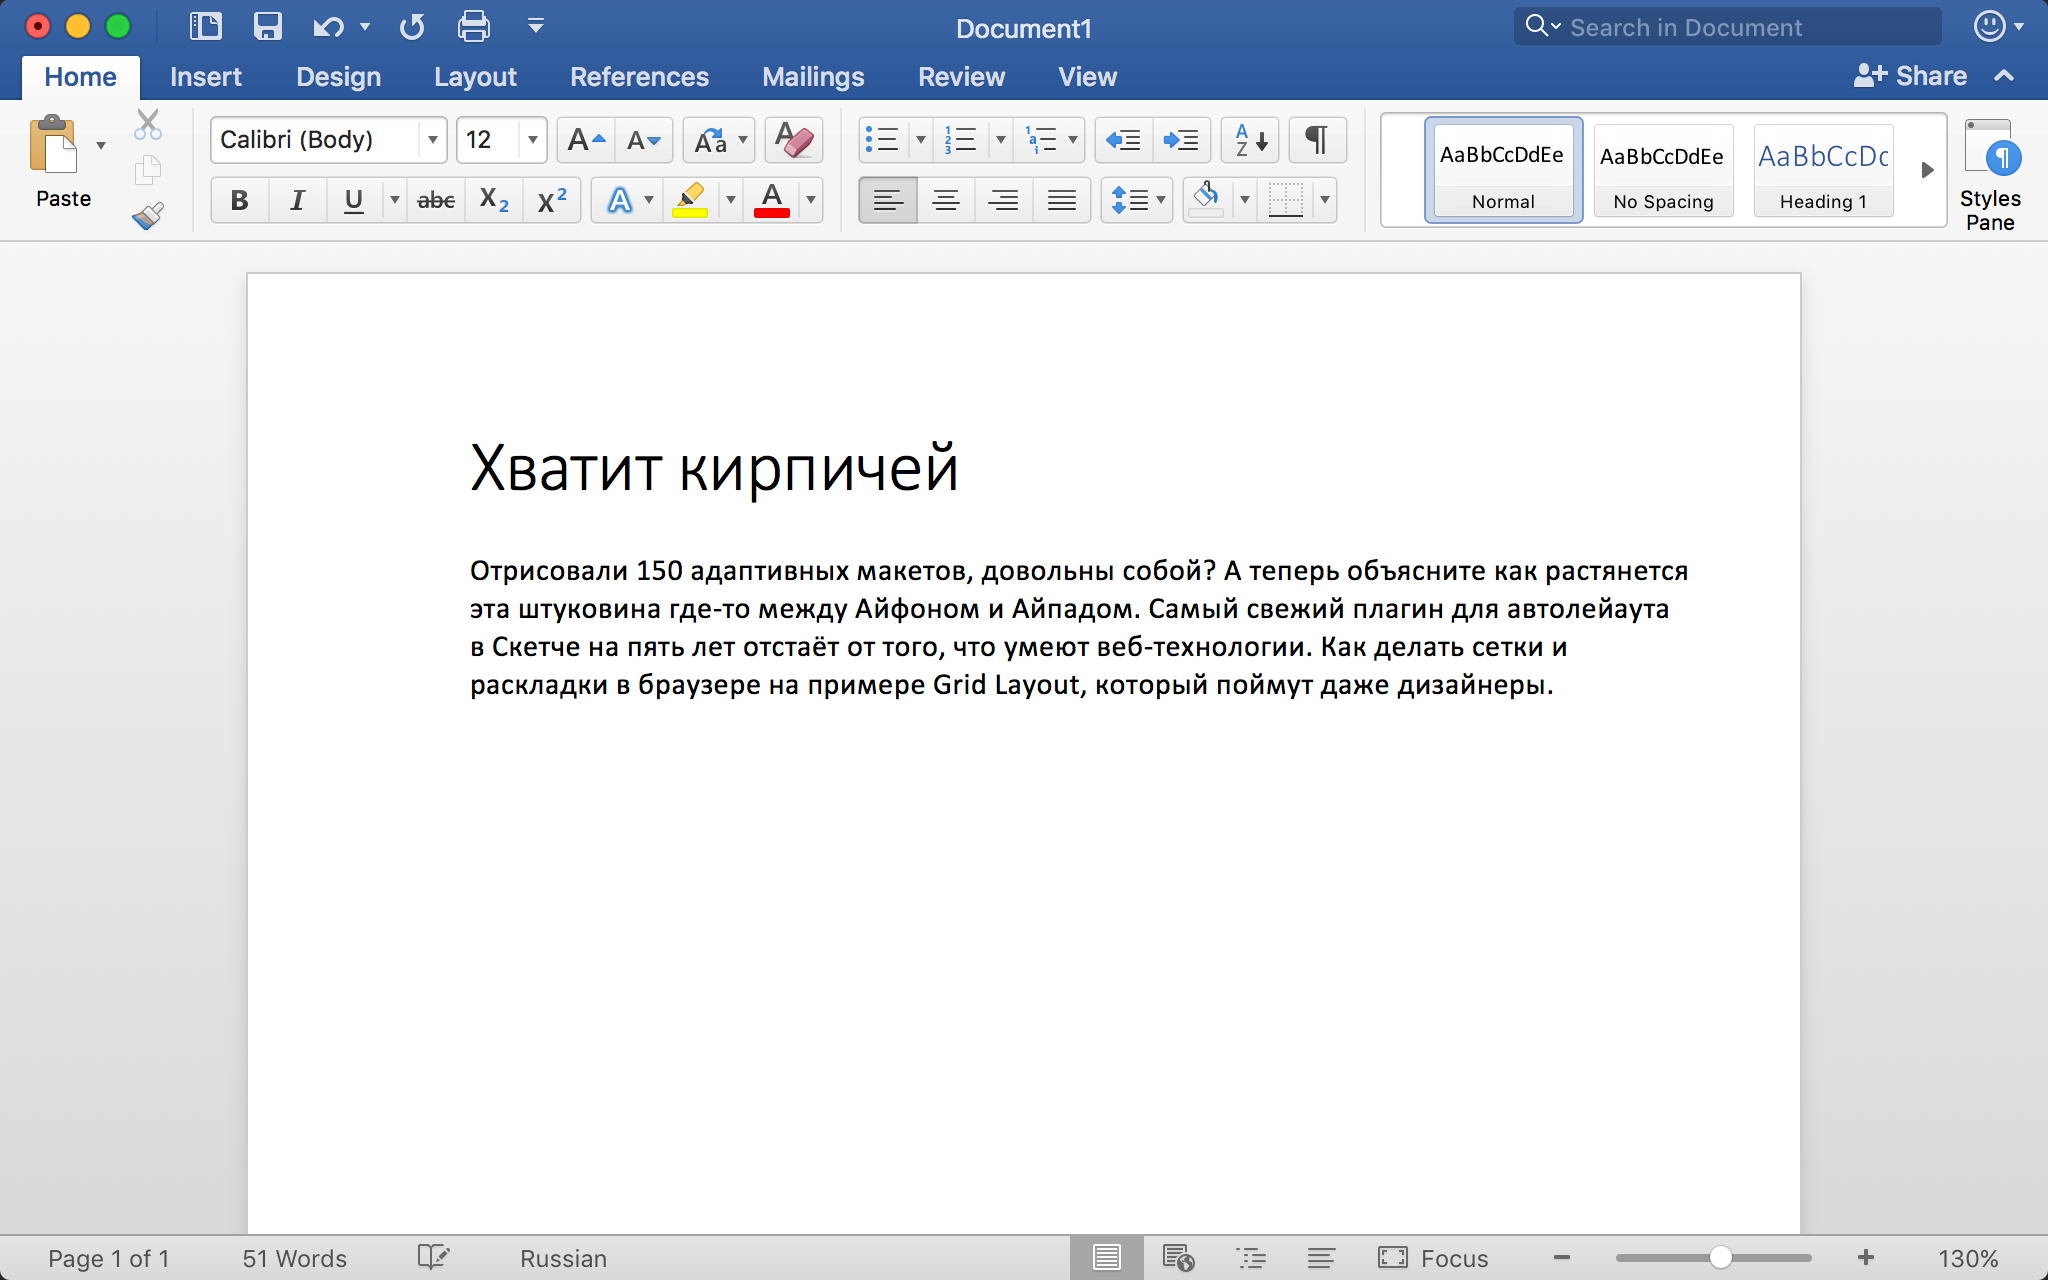 Document1
Search in Document
Home Insert Design Layout References Mailings Review View Share
Paste
Calibri (Body) 12
AaBbCcDdEe AaBbCcDdEe AaBbCcDc
Normal No Spacing Heading 1
Styles
Pane
Хватит кирпичей
Отрисовали 150 адаптивных макетов, довольны собой? А теперь объясните как растянется
эта штуковина где-то между Айфоном и Айпадом. Самый свежий плагин для автолейаута
в Скетче на пять лет отстаёт от того, что умеют веб-технологии. Как делать сетки и
раскладки в браузере на примере Grid Layout, который поймут даже дизайнеры.
Page 1 of 1 51 Words Russian Focus 130%